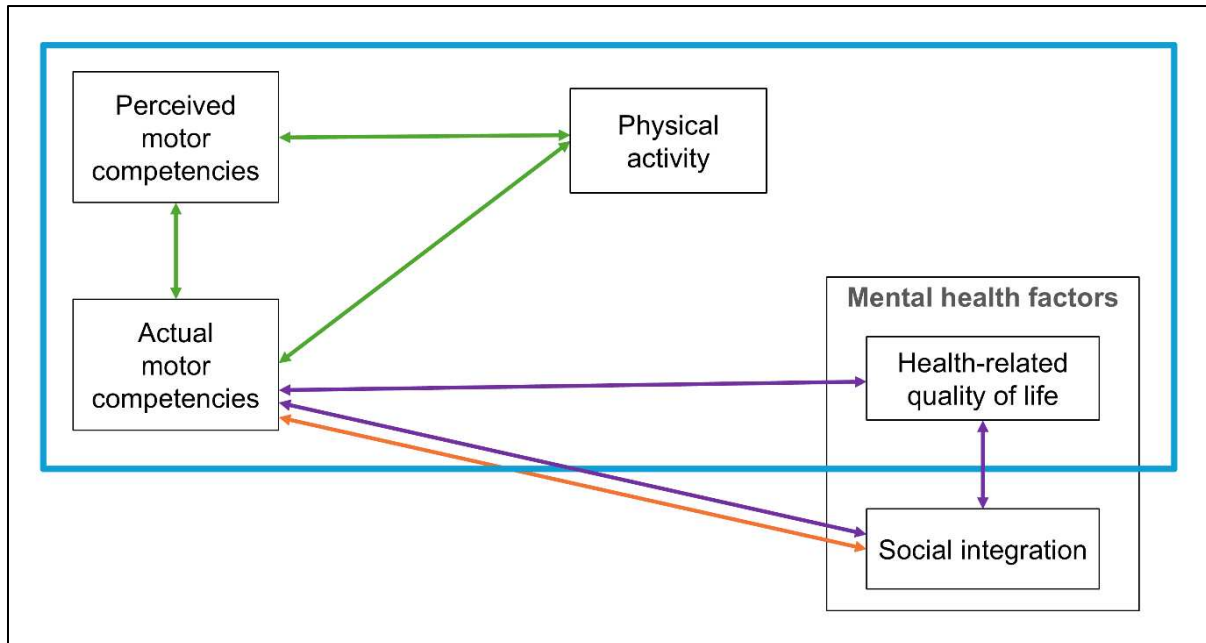 Perceived
motor
competencies
Physical
activity
Actual
motor
competencies
Mental health factors
Health-related
quality of life
Social integration